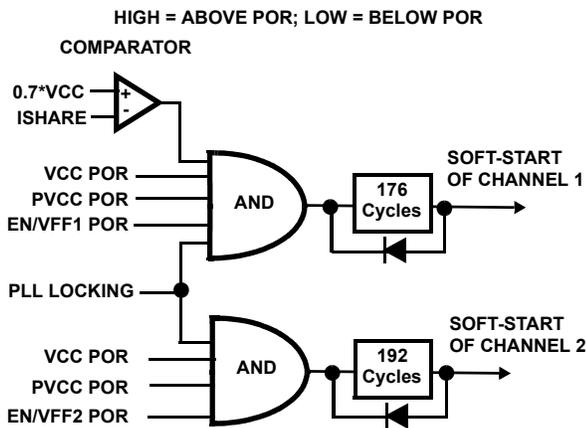 HIGH = ABOVE POR; LOW = BELOW POR
COMPARATOR
0.7*VCC
+
ISHARE
-
VCC POR
PVCC POR
EN/VFF1 POR
AND
176
Cycles
SOFT-START
OF CHANNEL 1
PLL LOCKING
VCC POR
PVCC POR
EN/VFF2 POR
AND
192
Cycles
SOFT-START
OF CHANNEL 2